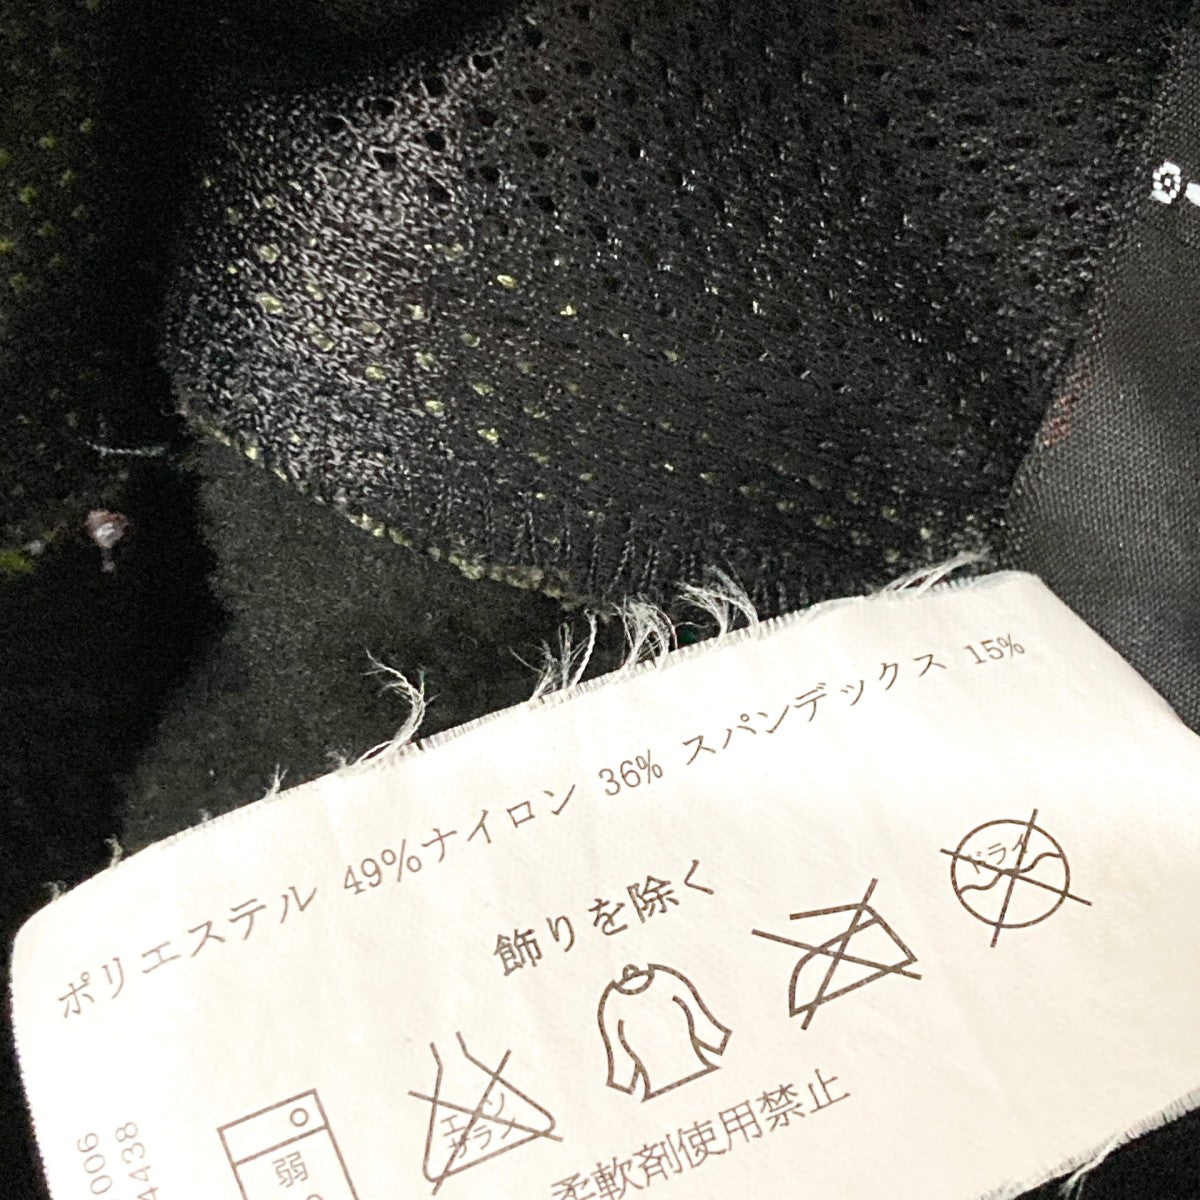 ポリエステル 49%ナイロン 36% スパンデックス 15%
飾りを除く
ドライ
エンソ
サラシ
弱
柔軟剤使用禁止
006
4438